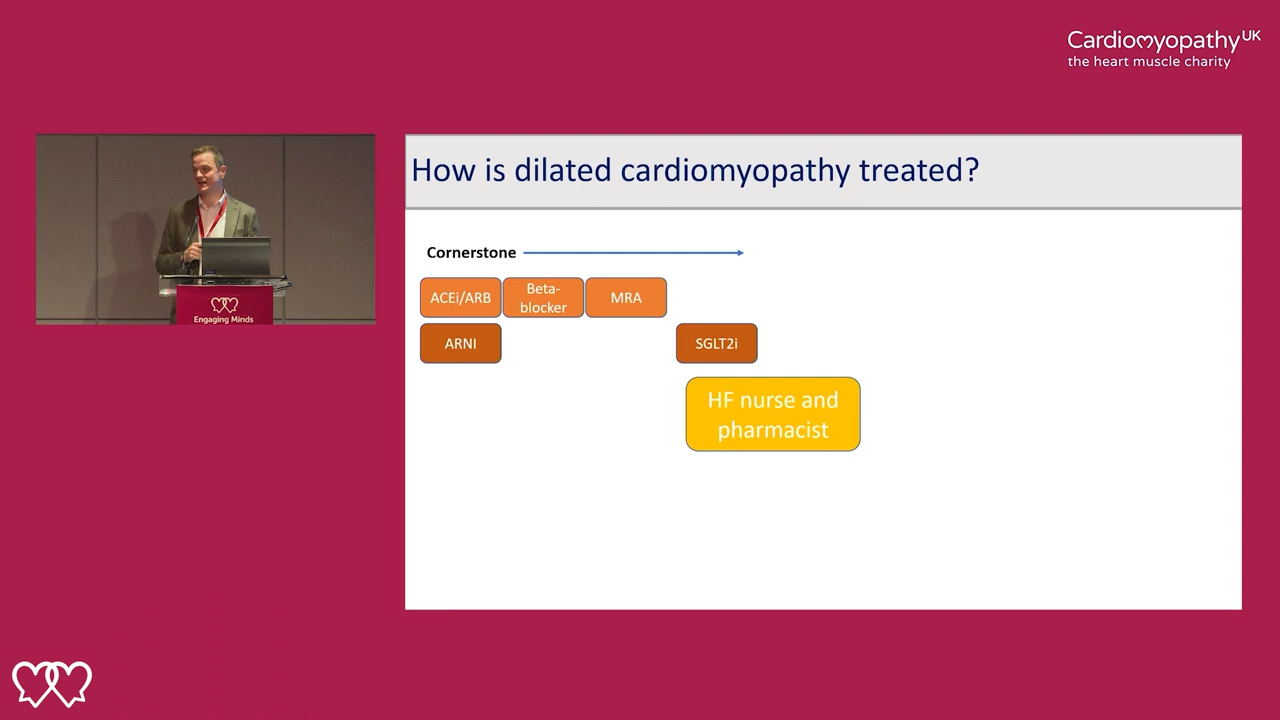 Cardiomyopathy UK
the heart muscle charity
How is dilated cardiomyopathy treated?
Cornerstone
ACEi/ARB
Beta-
blocker
MRA
ARNI
SGLT2i
HF nurse and
pharmacist
Engaging Minds